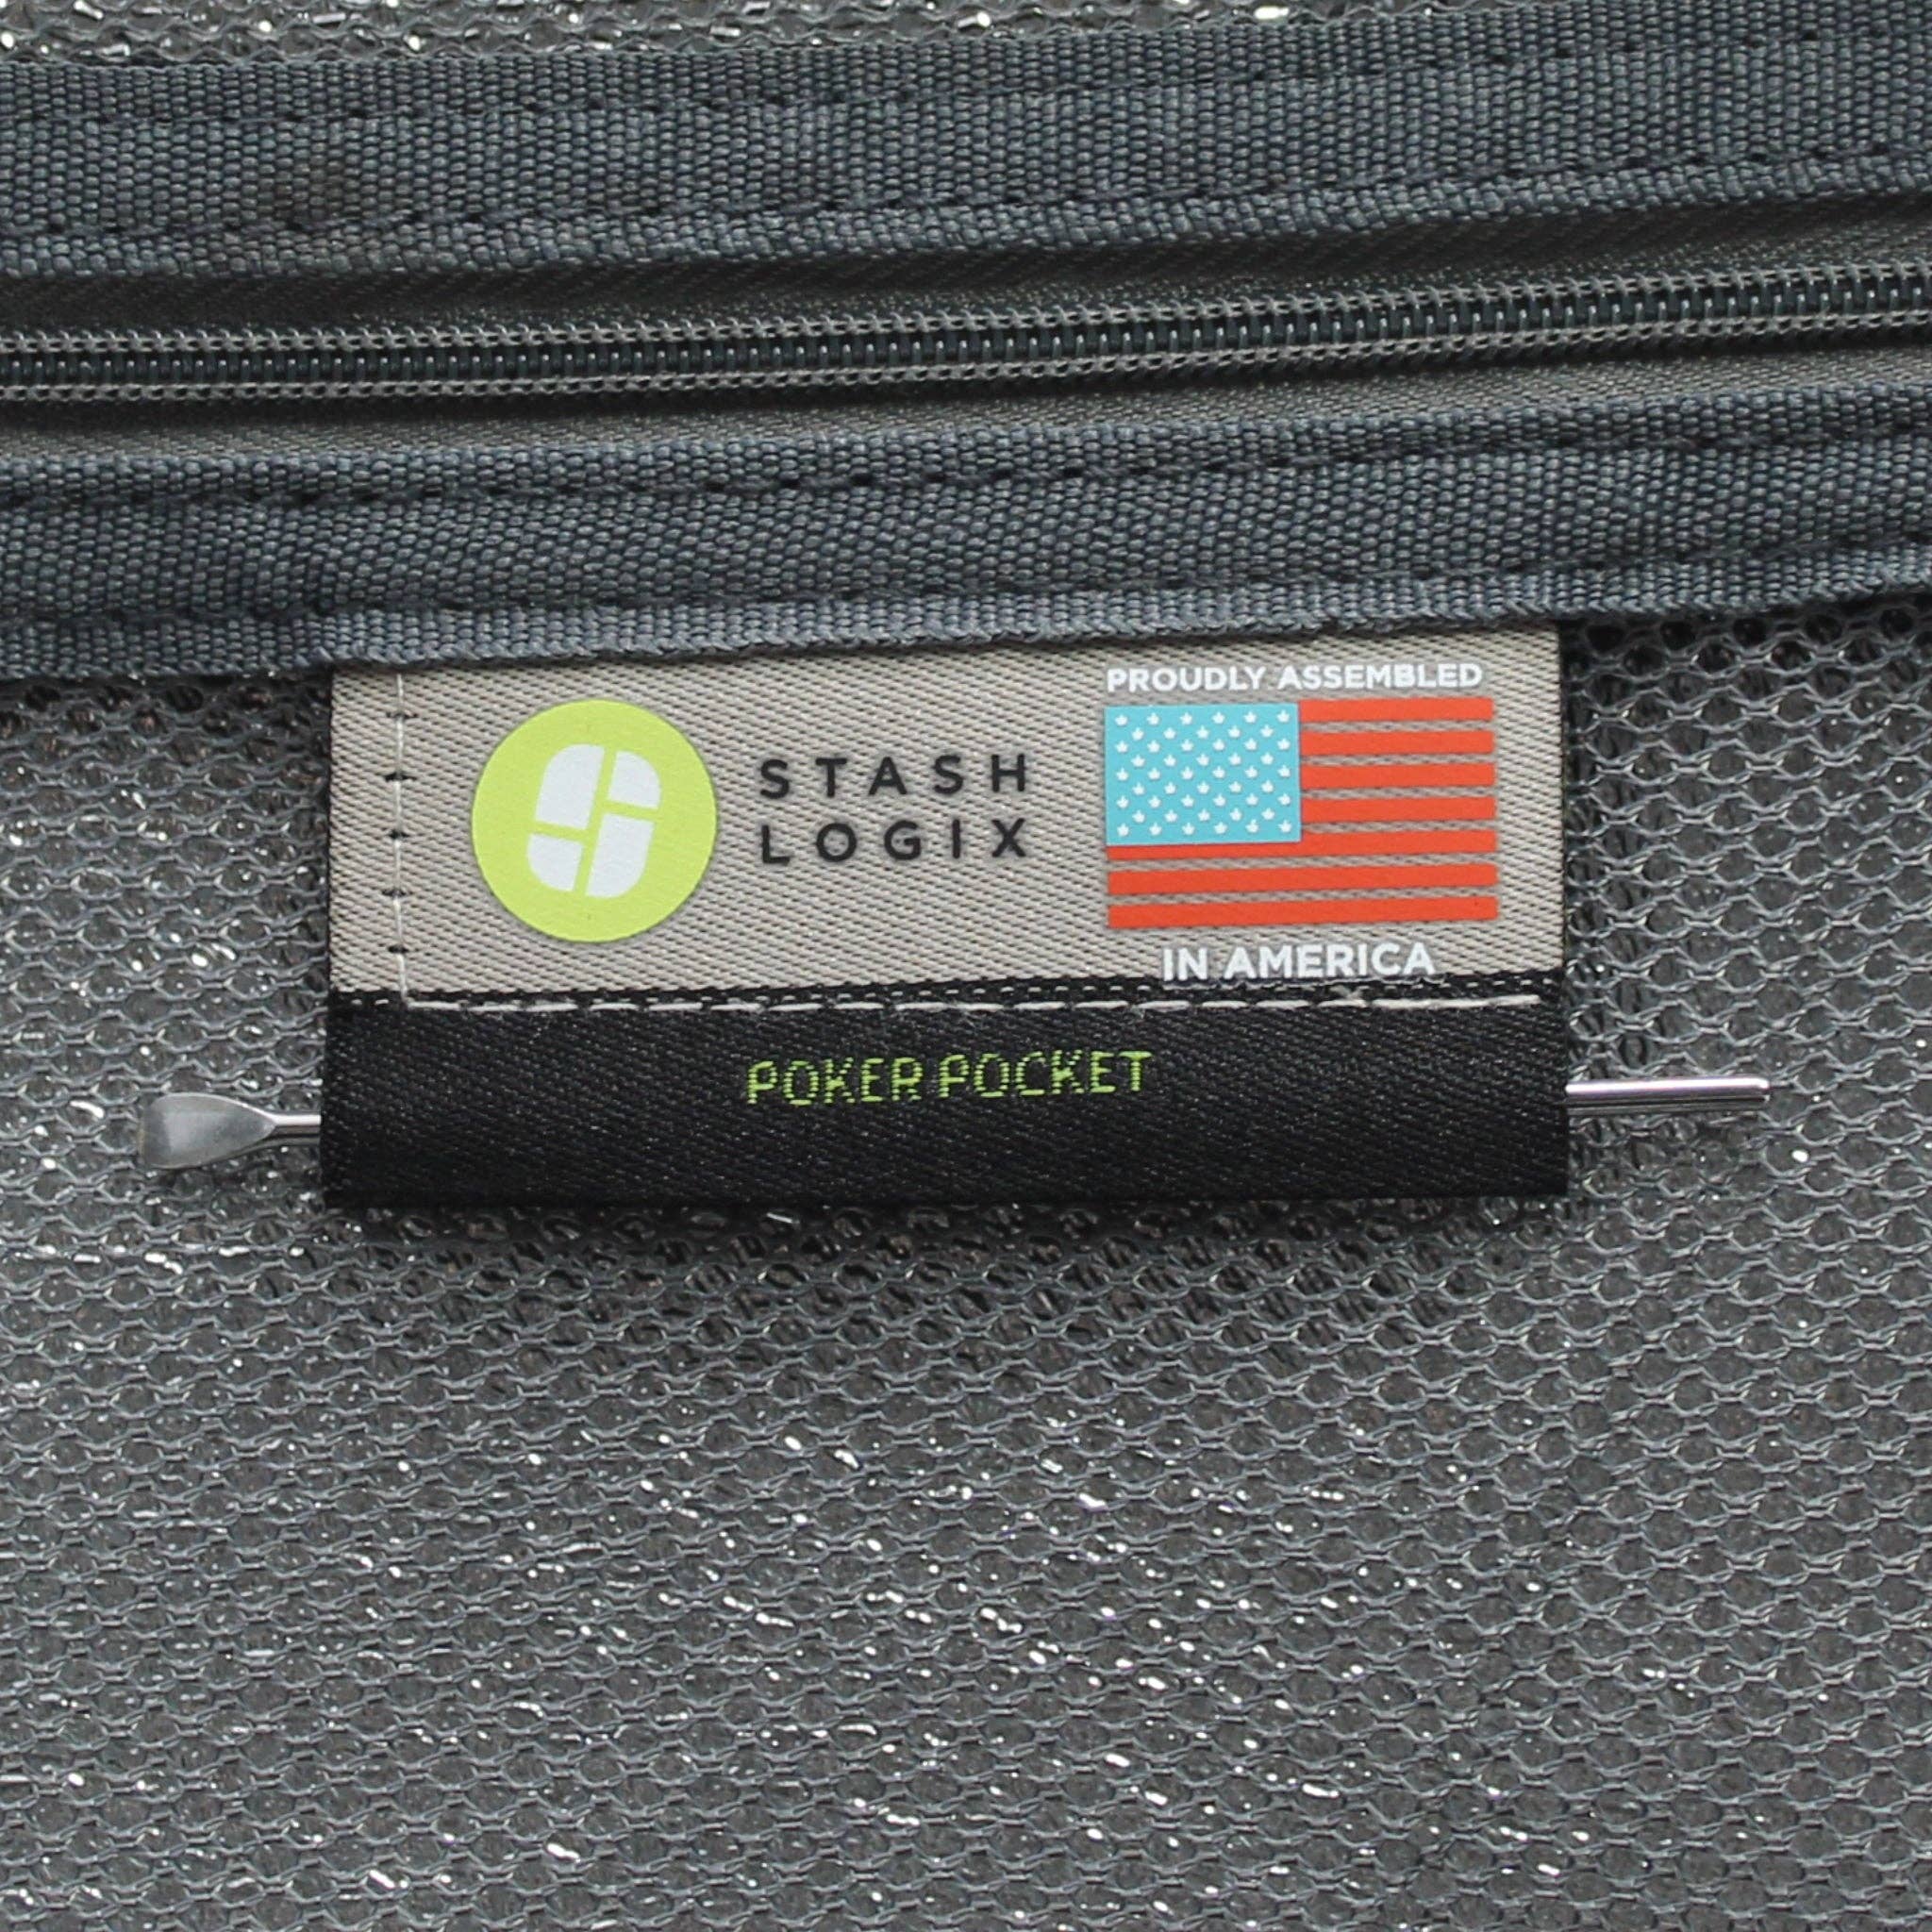 PROUDLY ASSEMBLED
STASH
LOGIX
IN AMERICA
POKER POCKET